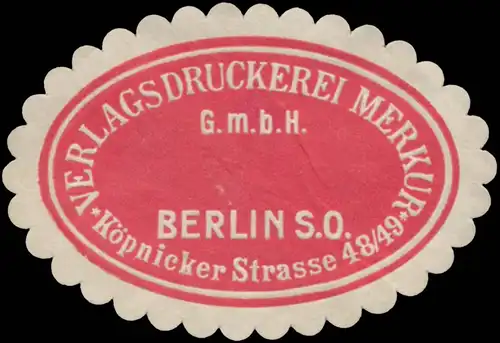 VERLAGSDRUCKEREI MERKUR
G.m.b.H.
BERLIN S.O.
*Köpnicker Strasse 48/49*